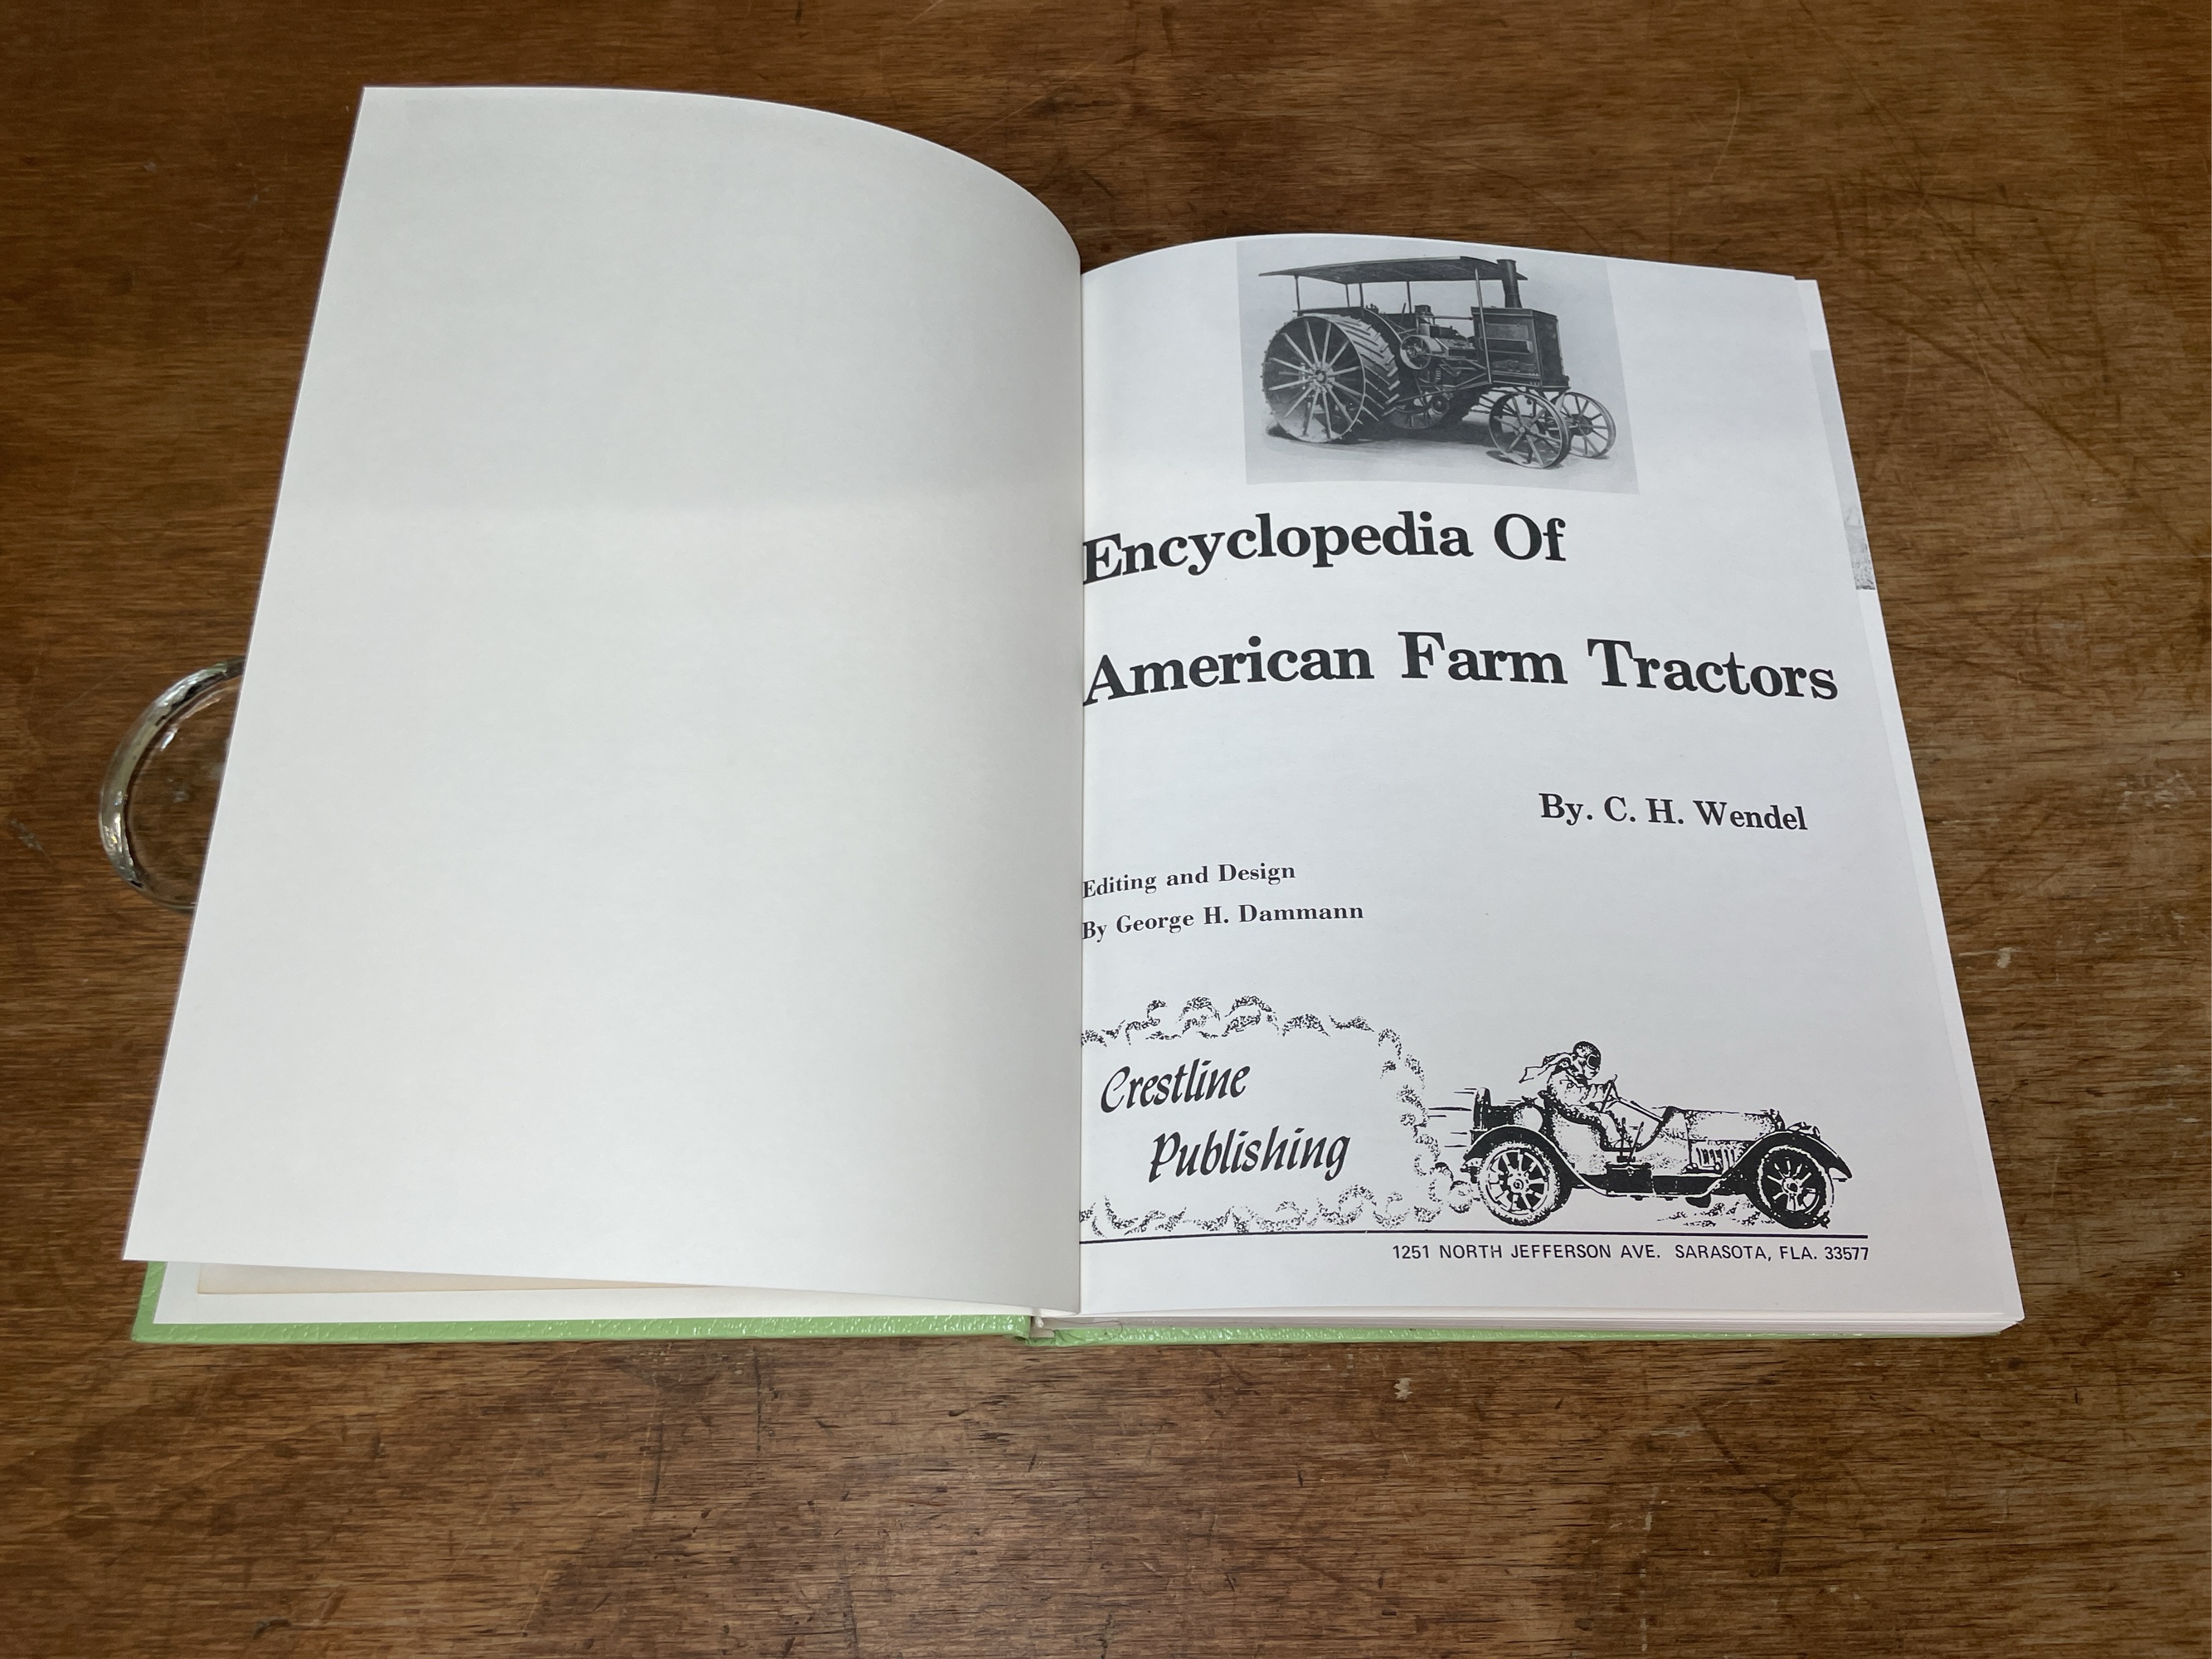 Encyclopedia Of
American Farm Tractors
By. C. H. Wendel
Editing and Design
By George H. Dammann
Crestline
Publishing
1251 NORTH JEFFERSON AVE. SARASOTA, FLA. 33577